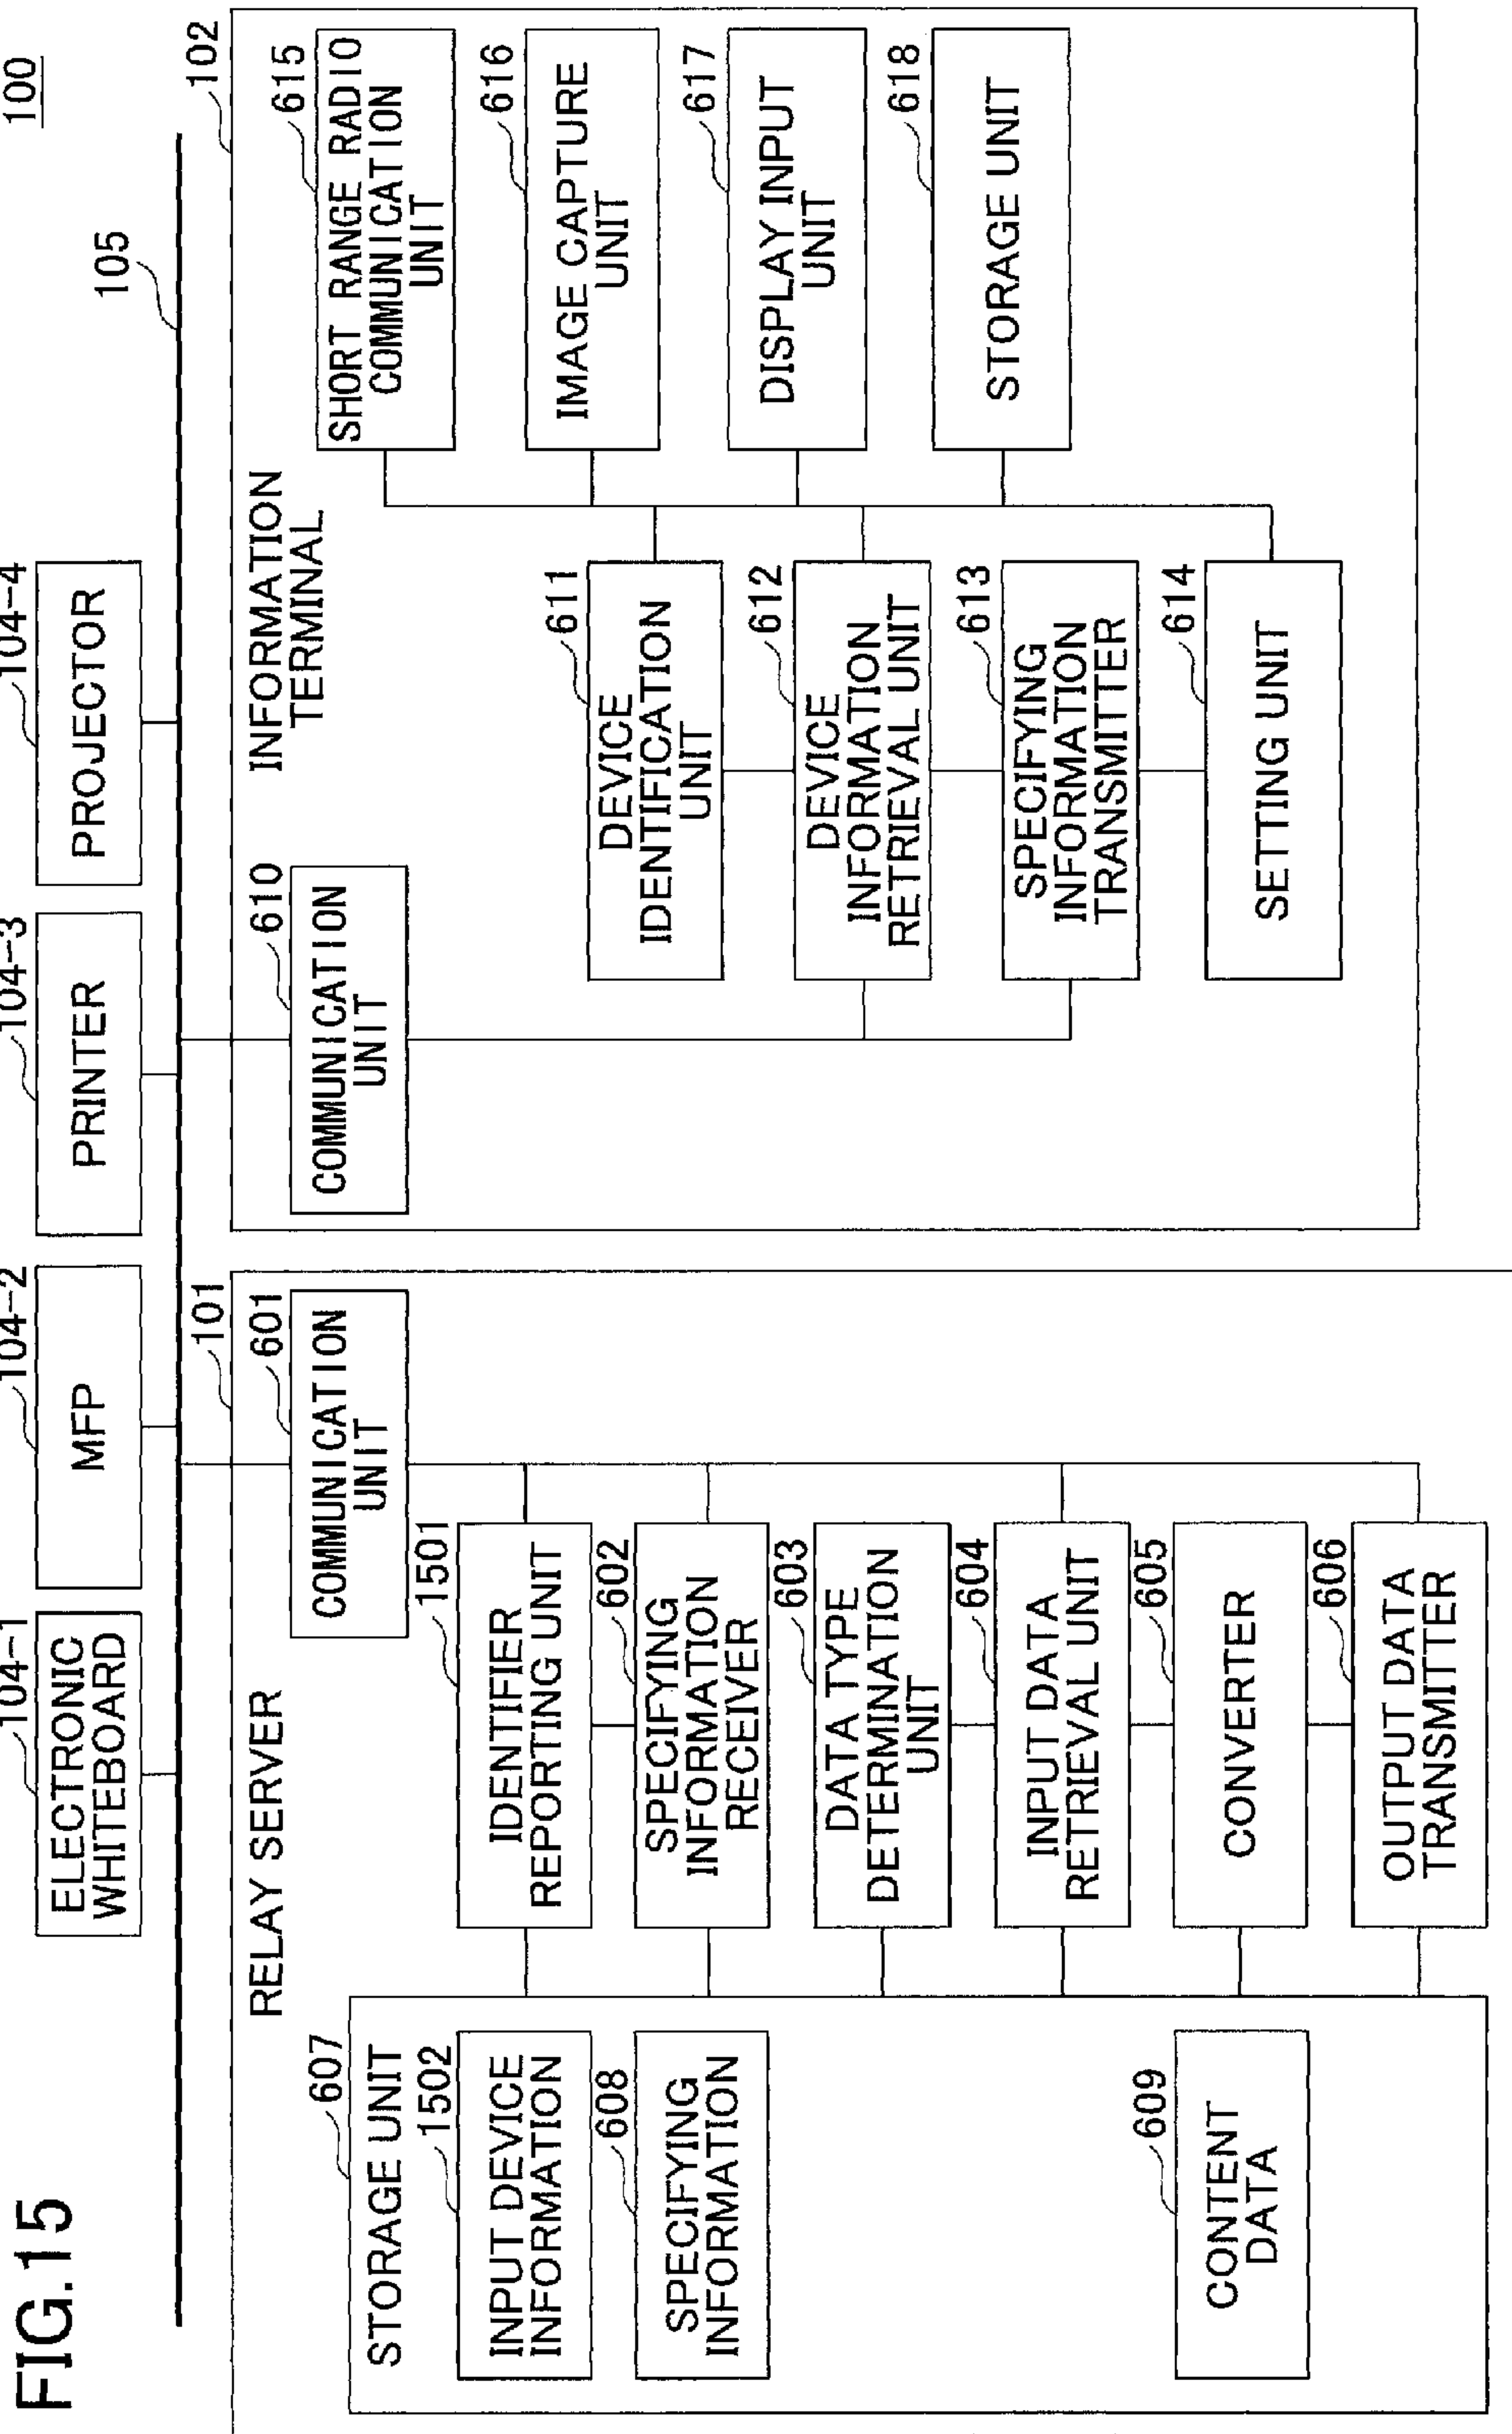 FIG.15
100
104-1
ELECTRONIC
WHITEBOARD
104-2
MFP
104-3
PRINTER
104-4
PROJECTOR
105
101
RELAY SERVER
601
COMMUNICATION
UNIT
607
STORAGE UNIT
1502
INPUT DEVICE
INFORMATION
608
SPECIFYING
INFORMATION
609
CONTENT
DATA
1501
IDENTIFIER
REPORTING UNIT
602
SPECIFYING
INFORMATION
RECEIVER
603
DATA TYPE
DETERMINATION
UNIT
604
INPUT DATA
RETRIEVAL UNIT
605
CONVERTER
606
OUTPUT DATA
TRANSMITTER
102
INFORMATION
TERMINAL
610
COMMUNICATION
UNIT
611
DEVICE
IDENTIFICATION
UNIT
612
DEVICE
INFORMATION
RETRIEVAL UNIT
613
SPECIFYING
INFORMATION
TRANSMITTER
614
SETTING UNIT
615
SHORT RANGE RADIO
COMMUNICATION
UNIT
616
IMAGE CAPTURE
UNIT
617
DISPLAY INPUT
UNIT
618
STORAGE UNIT